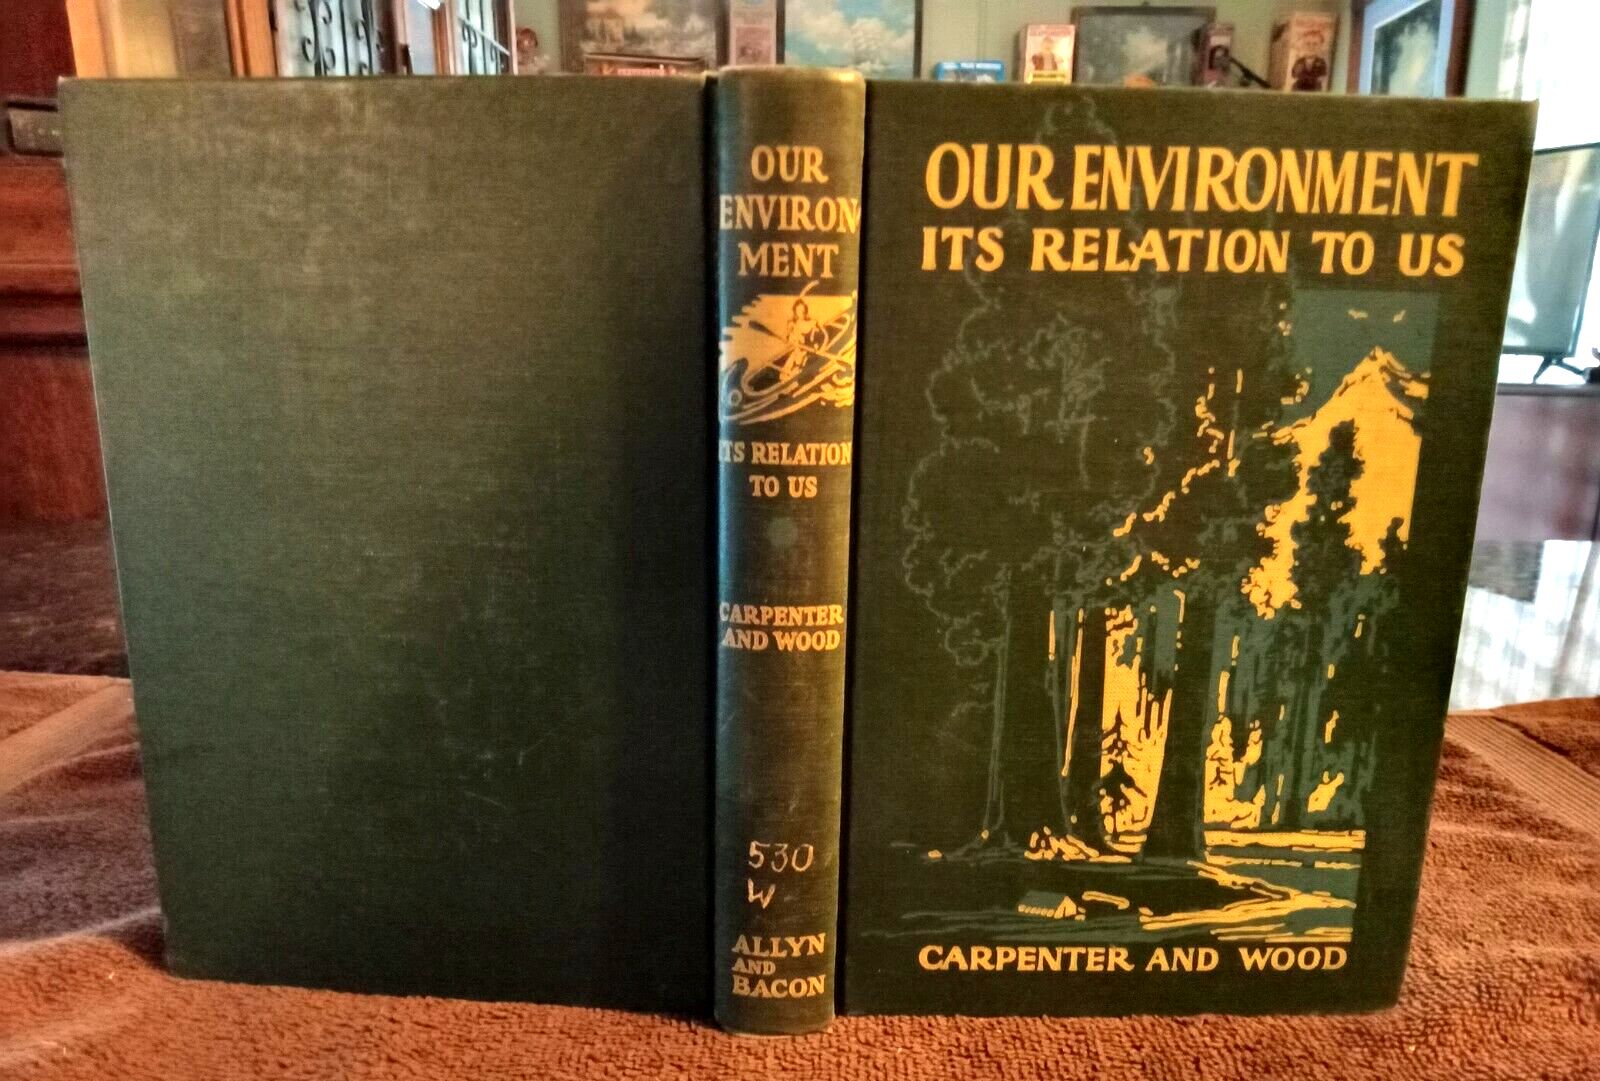 OUR
ENVIRON-
MENT
ITS RELATION
TO US
CARPENTER
AND WOOD
530
W
ALLYN
AND
BACON
OUR ENVIRONMENT
ITS RELATION TO US
CARPENTER AND WOOD